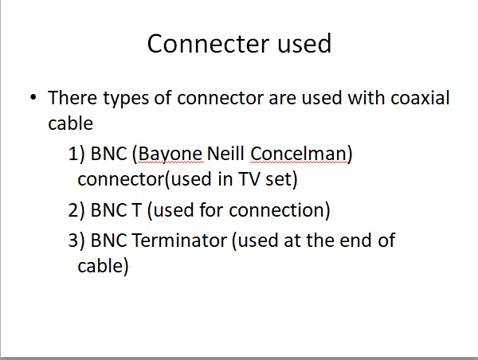 Connecter used
• There types of connector are used with coaxial
cable
1) BNC (Bayone Neill Concelman)
connector(used in TV set)
2) BNC T (used for connection)
3) BNC Terminator (used at the end of
cable)